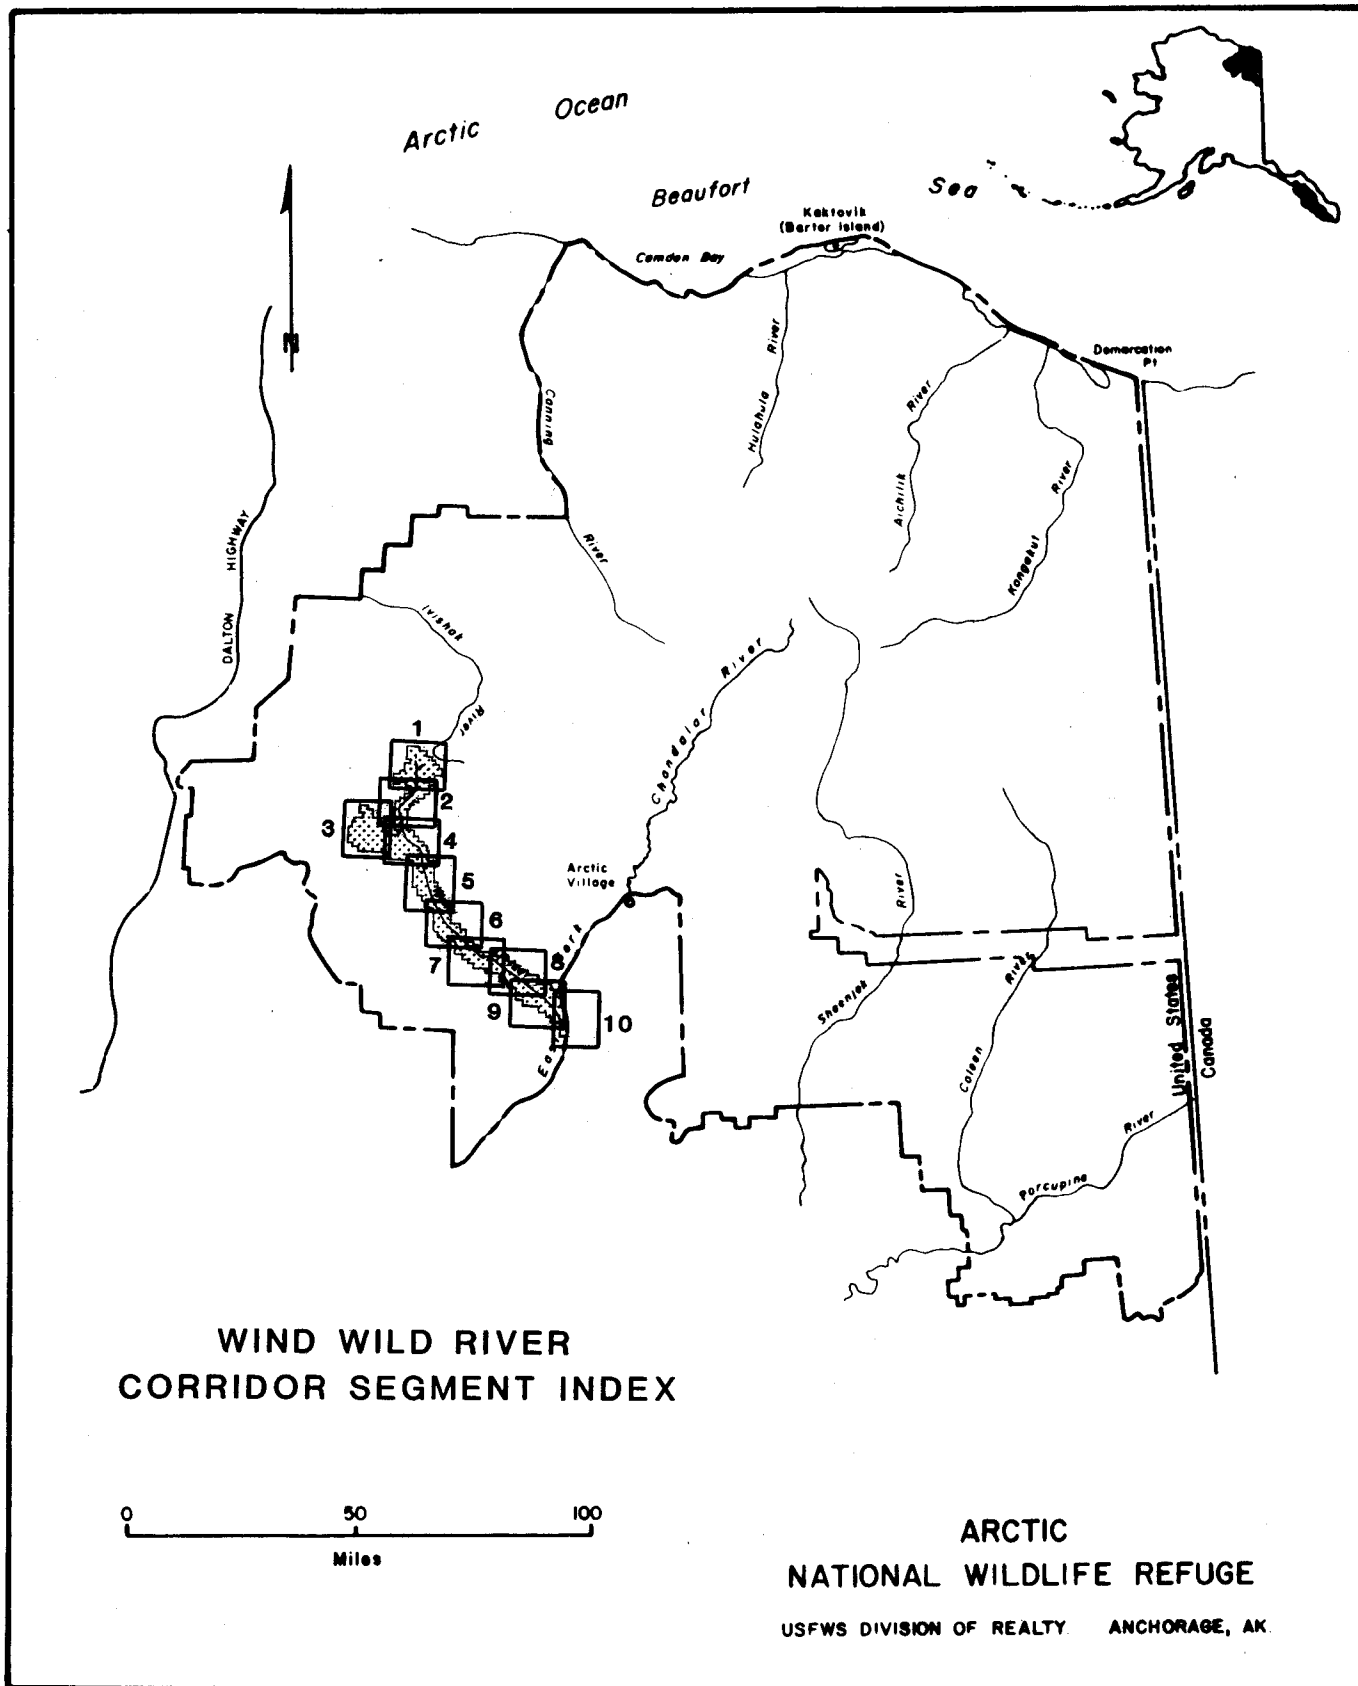 Arctic Ocean
Beaufort Sea
Kaktovik
(Barter Island)
Camden Bay
N
Demarcation
Pt
Canning
River
Hulahula
River
Aichilik
River
Kongakut
River
DALTON HIGHWAY
Ivishak
River
Chandalar River
1
2
3
4
5
6
7
8
9
10
Arctic
Village
East Fork
Sheenjek
River
Coleen
River
United States
Canada
Porcupine
River
WIND WILD RIVER
CORRIDOR SEGMENT INDEX
0 50 100
Miles
ARCTIC
NATIONAL WILDLIFE REFUGE
USFWS DIVISION OF REALTY ANCHORAGE, AK.